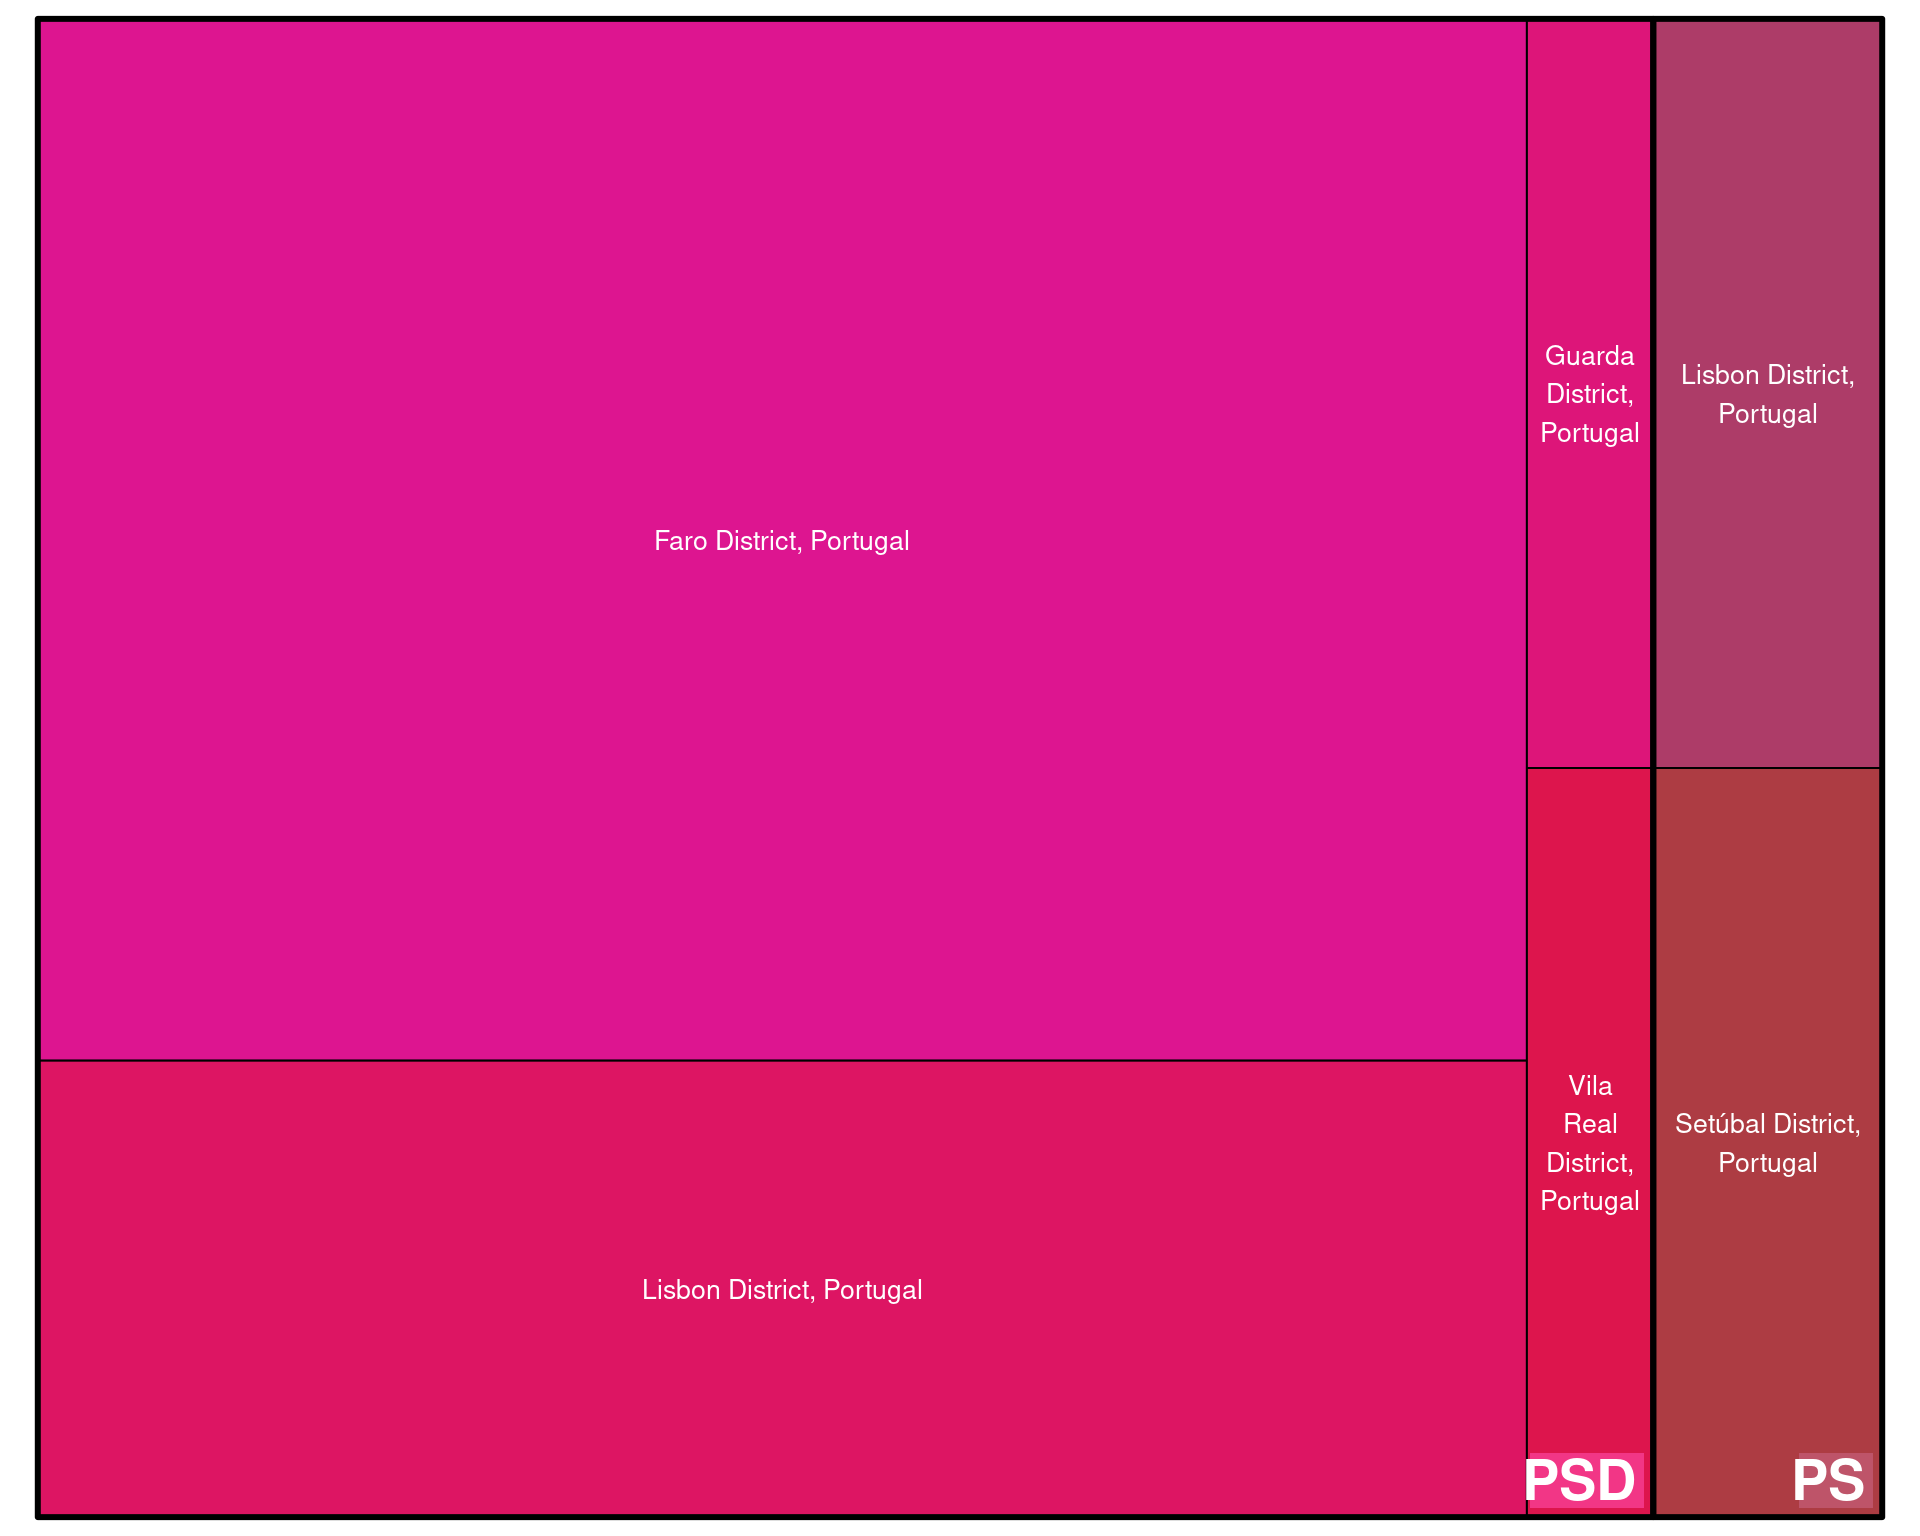 Faro District, Portugal
Lisbon District, Portugal
Guarda
District,
Portugal
Vila
Real
District,
Portugal
PSD
Lisbon District,
Portugal
Setúbal District,
Portugal
PS